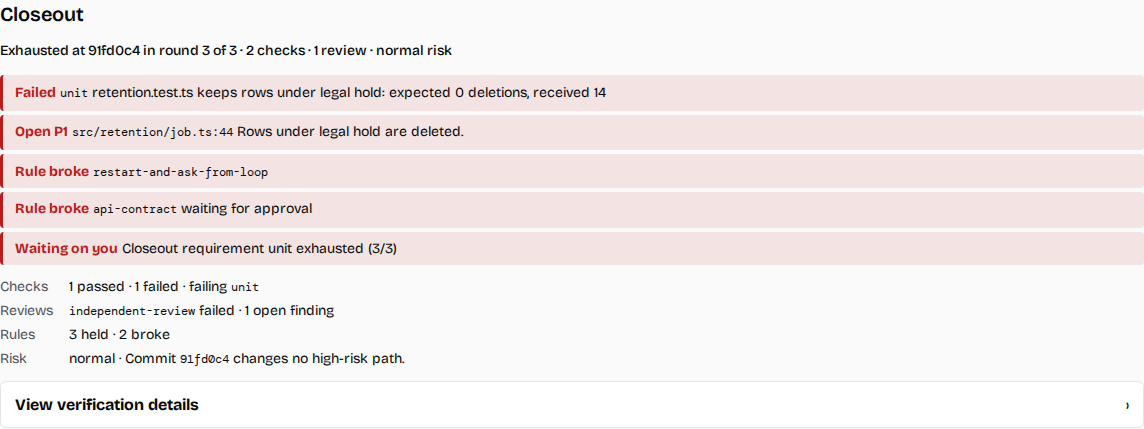 Closeout
Exhausted at 91fd0c4 in round 3 of 3 · 2 checks · 1 review · normal risk
Failed unit retention.test.ts keeps rows under legal hold: expected 0 deletions, received 14
Open P1 src/retention/job.ts:44 Rows under legal hold are deleted.
Rule broke restart-and-ask-from-loop
Rule broke api-contract waiting for approval
Waiting on you Closeout requirement unit exhausted (3/3)
Checks 1 passed · 1 failed · failing unit
Reviews independent-review failed · 1 open finding
Rules 3 held · 2 broke
Risk normal · Commit 91fd0c4 changes no high-risk path.
View verification details ›